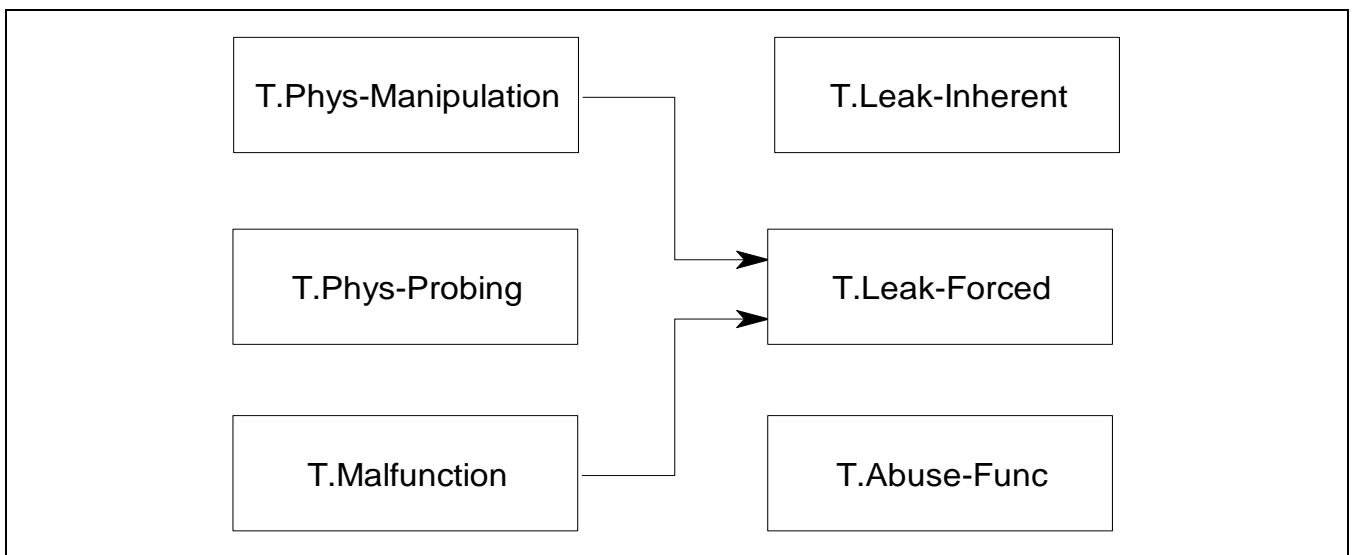 T.Phys-Manipulation
T.Leak-Inherent
T.Phys-Probing
T.Leak-Forced
T.Malfunction
T.Abuse-Func